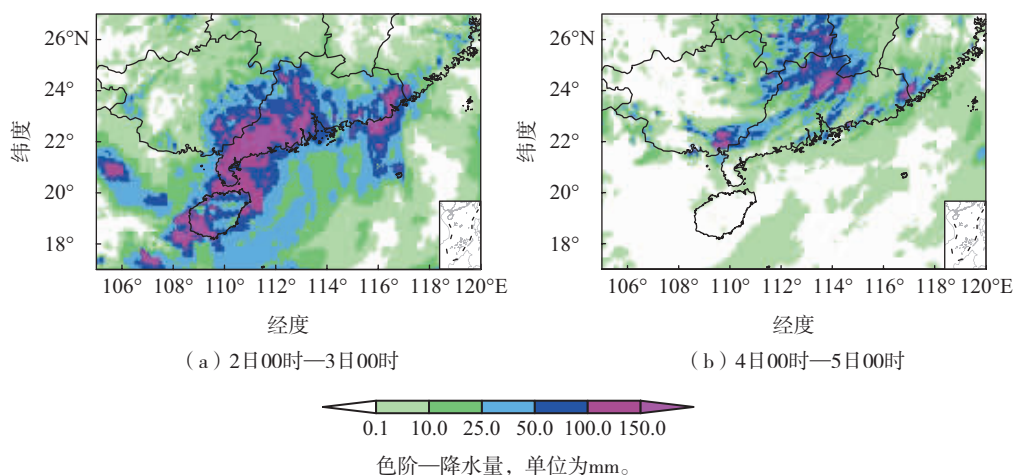 26°N
24°
22°
20°
18°
纬度
106° 108° 110° 112° 114° 116° 118° 120°E
经度
（a）2日00时—3日00时
26°N
24°
22°
20°
18°
纬度
106° 108° 110° 112° 114° 116° 118° 120°E
经度
（b）4日00时—5日00时
0.1 10.0 25.0 50.0 100.0 150.0
色阶—降水量，单位为mm。